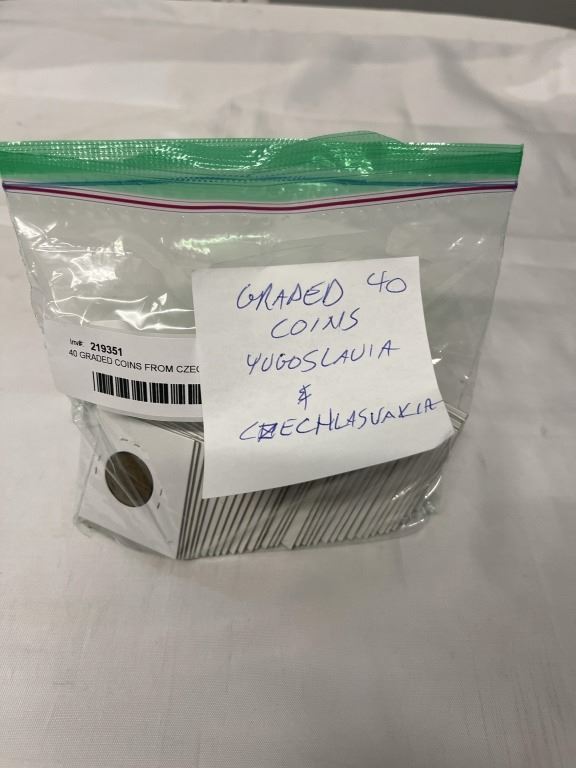 Inv#: 219351
40 GRADED COINS FROM CZEC
GRADED 40
COINS
YUGOSLAVIA
&
CZECHLASVAKIA